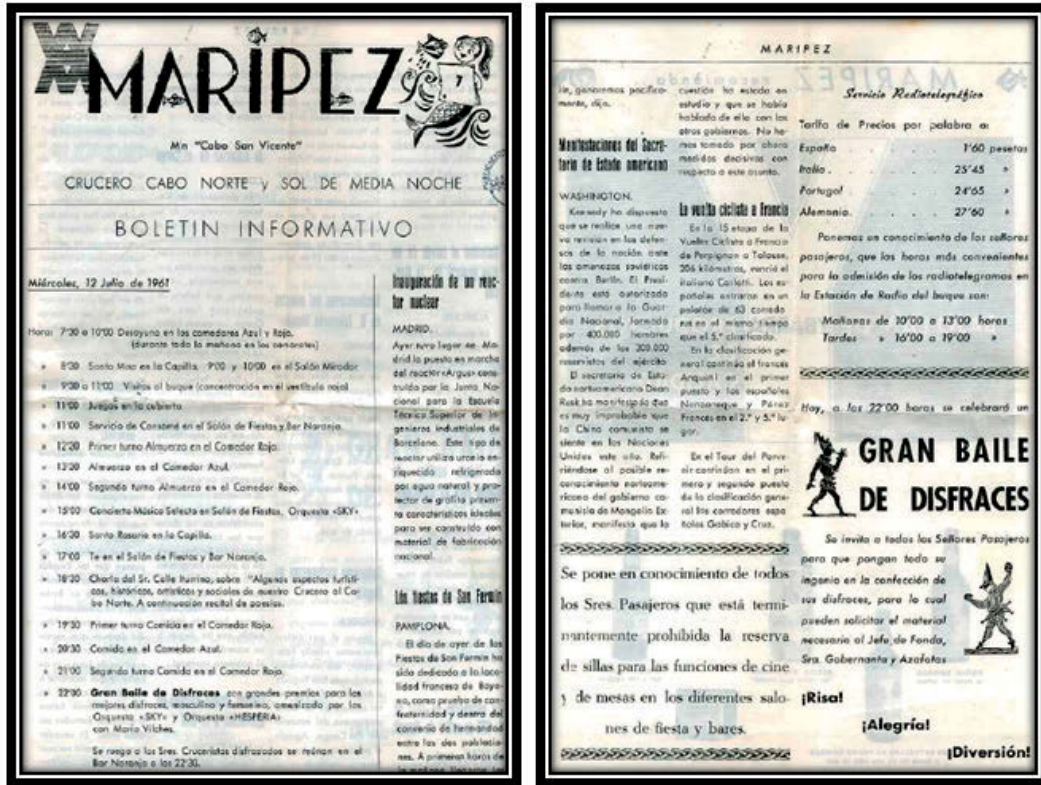 MARIPEZ
7
M/n "Cabo San Vicente"
CRUCERO CABO NORTE y SOL DE MEDIA NOCHE
BOLETIN INFORMATIVO
Miércoles, 12 Julio de 1961
Horas 7'30 a 10'00 Desayuno en los comedores Azul y Rojo.
(durante toda la mañana en los camarotes)
» 8'30 Santa Misa en la Capilla. 9'00 y 10'00 en el Salón Mirador
» 9'30 a 11'00 Visitas al buque (concentración en el vestíbulo rojo)
» 11'00 Juegos en la cubierta
» 11'00 Servicio de Consomé en el Salón de Fiestas y Bar Naranja.
» 12'30 Primer turno Almuerzo en el Comedor Rojo.
» 13'30 Almuerzo en el Comedor Azul.
» 14'00 Segundo turno Almuerzo en el Comedor Rojo.
» 15'00 Concierto Música Selecta en Salón de Fiestas, Orquesta «SKY»
» 16'30 Santo Rosario en la Capilla.
» 17'00 Te en el Salón de Fiestas y Bar Naranja.
» 18'30 Charla del Sr. Calle Iturrino, sobre "Algunos aspectos turísti-
cos, históricos, artísticos y sociales de nuestro Crucero al Ca-
bo Norte. A continuación recital de poesías.
» 19'30 Primer turno Comida en el Comedor Rojo.
» 20'30 Comida en el Comedor Azul.
» 21'00 Segundo turno Comida en el Comedor Rojo.
» 22'30 Gran Baile de Disfraces con grandes premios para los
mejores disfraces, masculino y femenino, amenizado por las
Orquesta «SKY» y Orquesta «HESPERIA»
con Mario Vilches.
Se ruega a los Sres. Cruceristas disfrazados se reúnan en el
Bar Naranja a las 22'30.
Inauguración de un reac-
tor nuclear
MADRID.
Ayer tuvo lugar en Ma-
drid la puesta en marcha
del reactor «Argus» cons-
truido por la Junta Na-
cional para la Escuela
Técnica Superior de In-
genieros industriales de
Barcelona. Este tipo de
reactor utiliza uranio en-
riquecido refrigerado
por agua natural y pro-
tector de grafito presen-
ta características ideales
para ser construido con
material de fabricación
nacional.
Las fiestas de San Fermín
PAMPLONA.
El día de ayer de las
Fiestas de San Fermín ha
sido dedicado a la loca-
lidad francesa de Bayo-
na, como prueba de con-
fraternidad y dentro del
convenio de hermandad
entre las dos poblacio-
nes. A primeras horas de
MARIPEZ
ganaremos pacífica-
mente, dijo.
Manifestaciones del Secre-
tario de Estado americano
WASHINGTON.
Kennedy ha dispuesto
que se realice una nue-
va revisión en las defen-
sas de la nación ante
las amenazas soviéticas
contra Berlín. El Presi-
dente está autorizado
para llamar a la Guar-
dia Nacional, formada
por 400.000 hombres
además de los 300.000
reservistas del ejército.
El secretario de Esta-
do norteamericano Dean
Rusk ha manifestado que
es muy improbable que
la China comunista se
siente en las Naciones
Unidas este año. Refi-
riéndose al posible re-
conocimiento norteame-
ricano del gobierno co-
munista de Mongolia Ex-
terior, manifestó que la
cuestión ha estado en
estudio y que se había
hablado de ella con los
otros gobiernos. No he-
mos tomado por ahora
medidas decisivas con
respecto a este asunto.
La vuelta ciclista a Francia
En la 15 etapa de la
Vuelta Ciclista a Francia
de Perpignan a Tolouse,
206 kilómetros, venció el
italiano Carlotti. Los es-
pañoles entraron en un
pelotón de 63 corredo-
res en el mismo tiempo
que el 5.° clasificado.
En la clasificación ge-
neral continúa el francés
Anquitil en el primer
puesto y los españoles
Manzaneque y Pérez
Frances en el 2.° y 5.° lu-
gar.
En el Tour del Porve-
nir continúan en el pri-
mero y segundo puesto
de la clasificación gene-
ral los corredores espa-
ñoles Gabica y Cruz.
Se pone en conocimiento de todos
los Sres. Pasajeros que está termi-
nantemente prohibida la reserva
de sillas para las funciones de cine
y de mesas en los diferentes salo-
nes de fiesta y bares.
Servicio Radiotelegráfico
Tarifa de Precios por palabra a:
España . . . . 1'60 pesetas
Italia . . . . . 25'45 »
Portugal . . . . 24'65 »
Alemania. . . . . 27'60 »
Ponemos en conocimiento de los señores
pasajeros, que las horas más convenientes
para la admisión de los radiotelegramas en
la Estación de Radio del buque son:
Mañanas de 10'00 a 13'00 horas
Tardes » 16'00 a 19'00 »
Hoy, a las 22'00 horas se celebrará un
GRAN BAILE
DE DISFRACES
Se invita a todos los Señores Pasajeros
para que pongan todo su
ingenio en la confección de
sus disfraces, para lo cual
pueden solicitar el material
necesario al Jefe de Fonda,
Sra. Gobernanta y Azafatas
¡Risa!
¡Alegría!
¡Diversión!